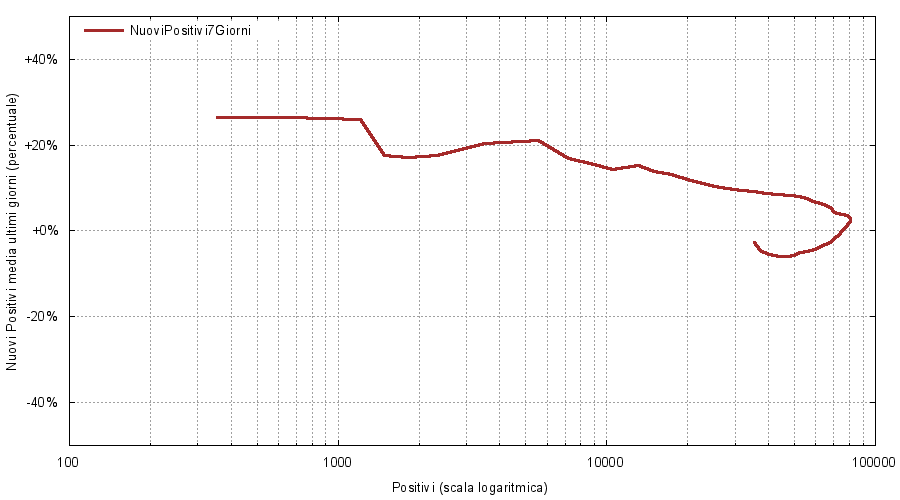 NuoviPositivi7Giorni
+40%
+20%
+0%
-20%
-40%
Nuovi Positivi media ultimi giorni (percentuale)
100 1000 10000 100000
Positivi (scala logaritmica)